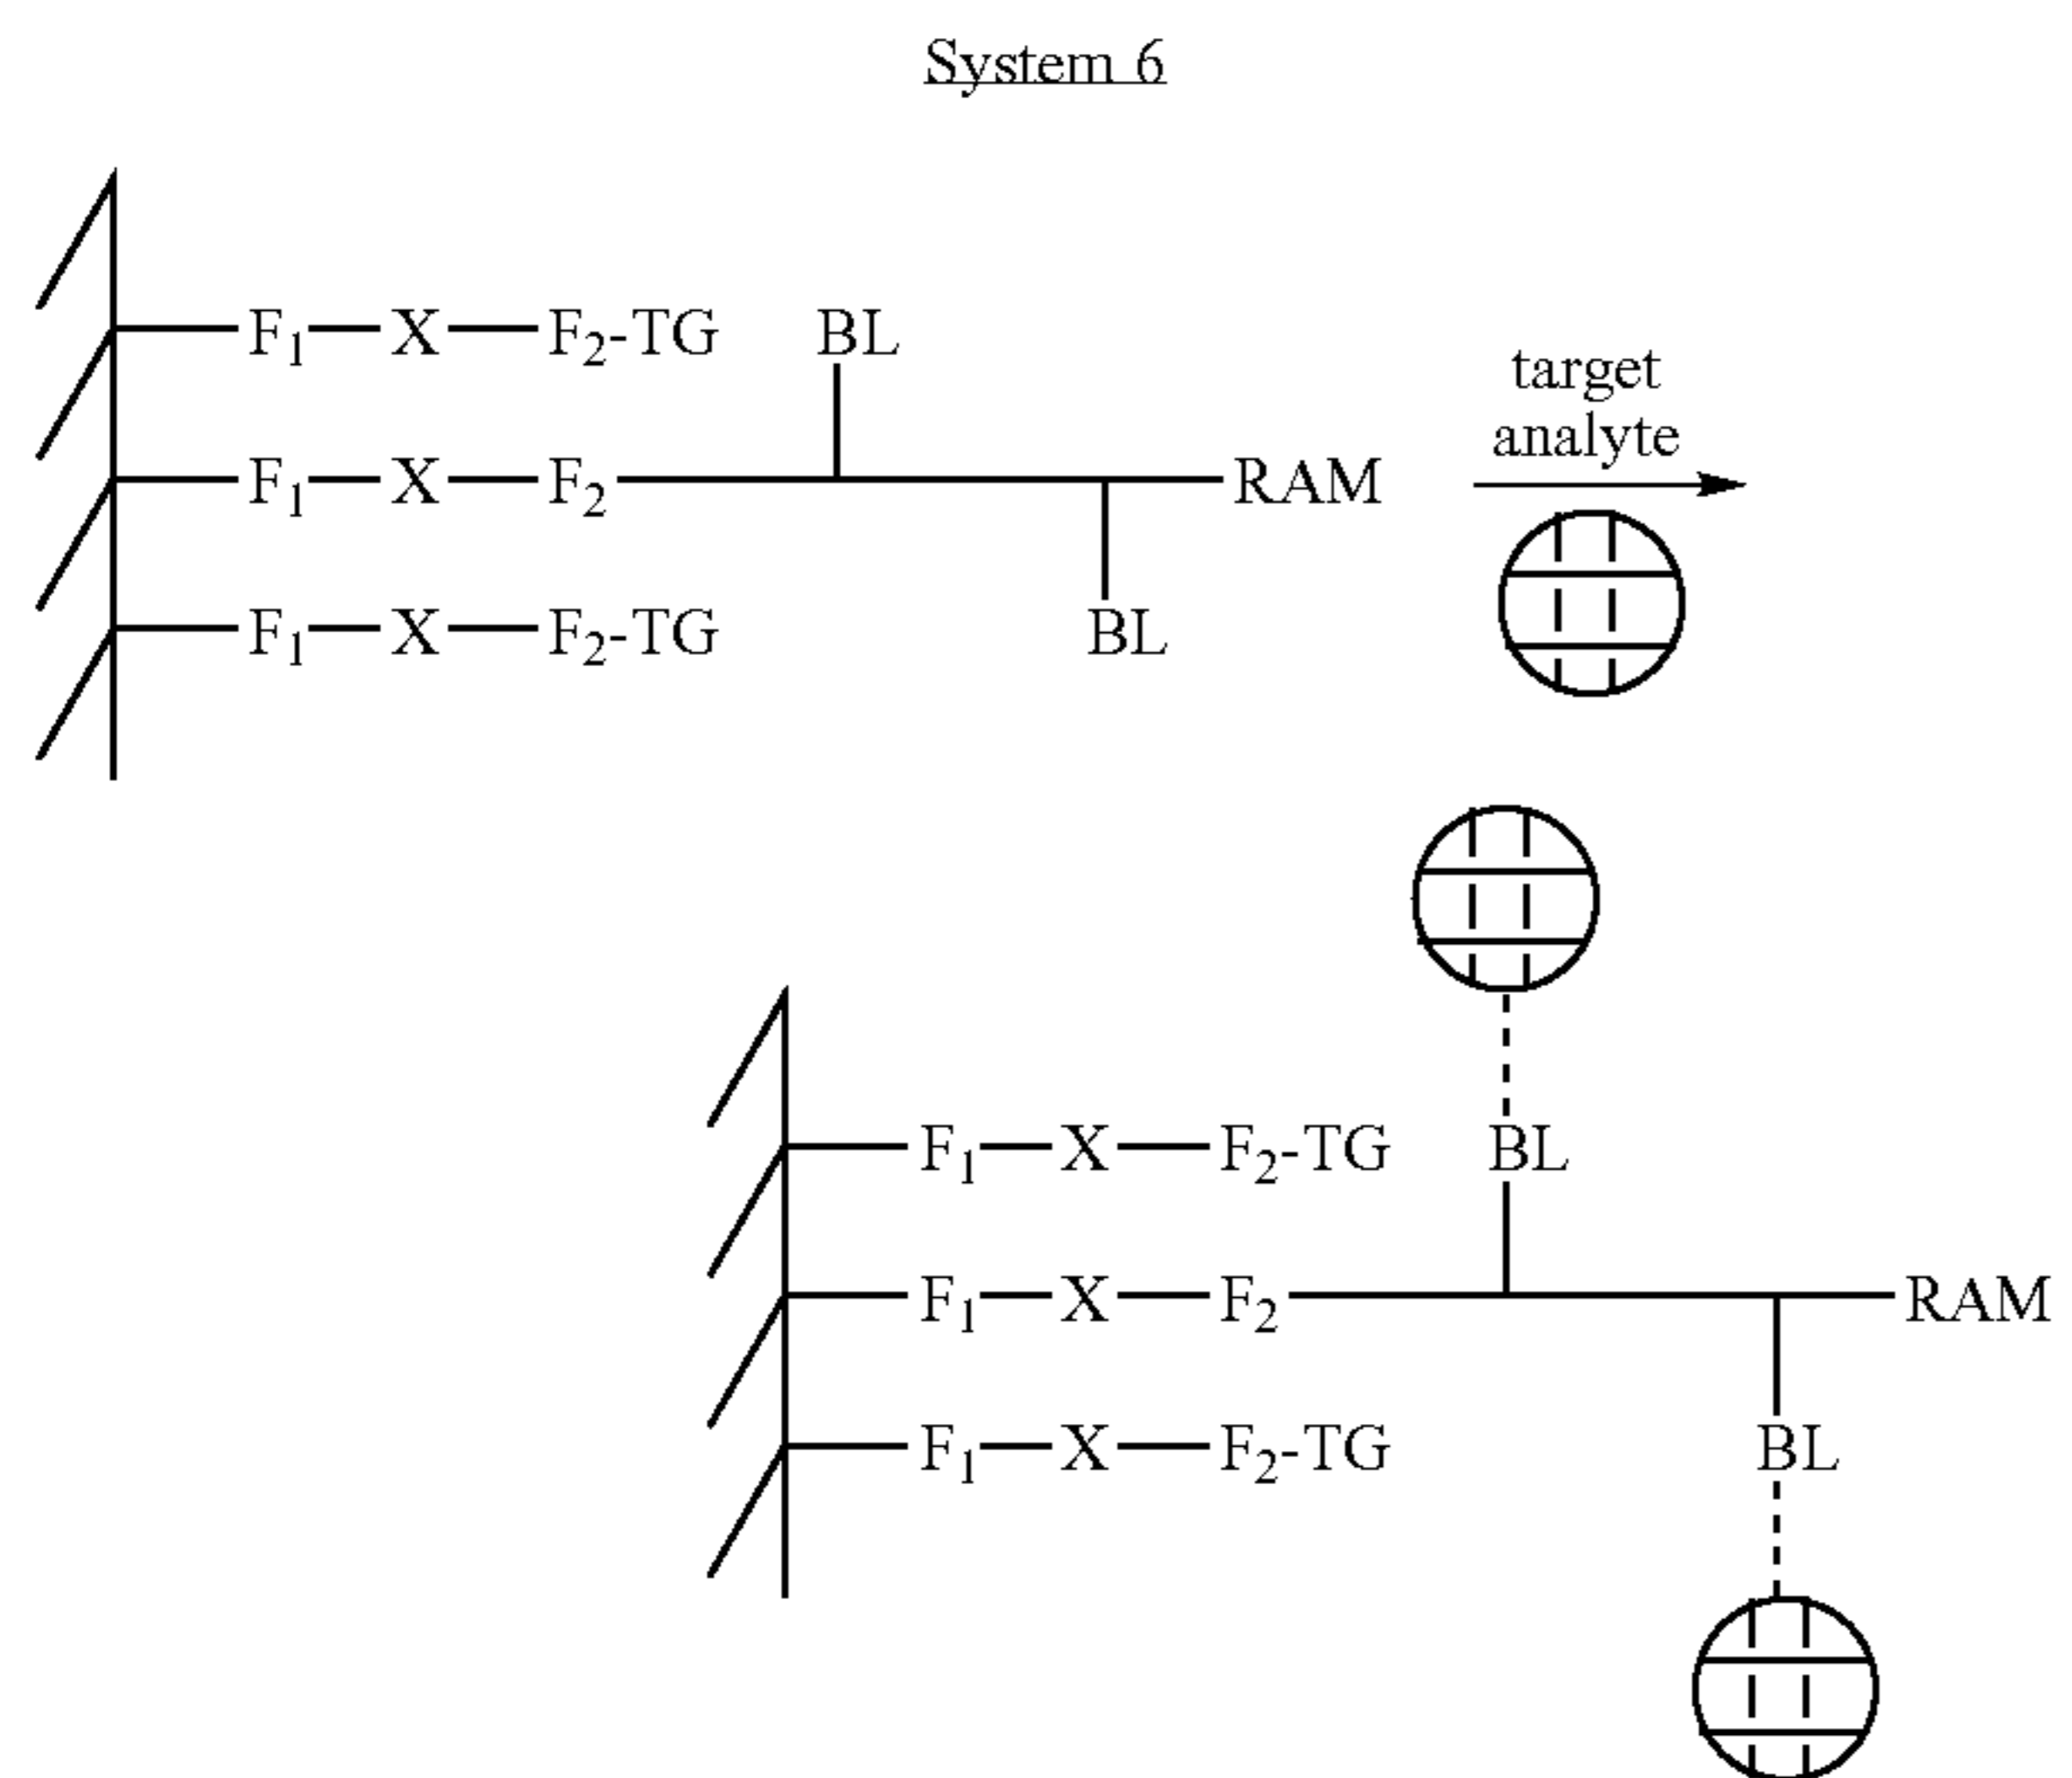 System 6
F₁—X—F₂-TG
BL
target
analyte
F₁—X—F₂
RAM
F₁—X—F₂-TG
BL
F₁—X—F₂-TG
BL
F₁—X—F₂
RAM
F₁—X—F₂-TG
BL